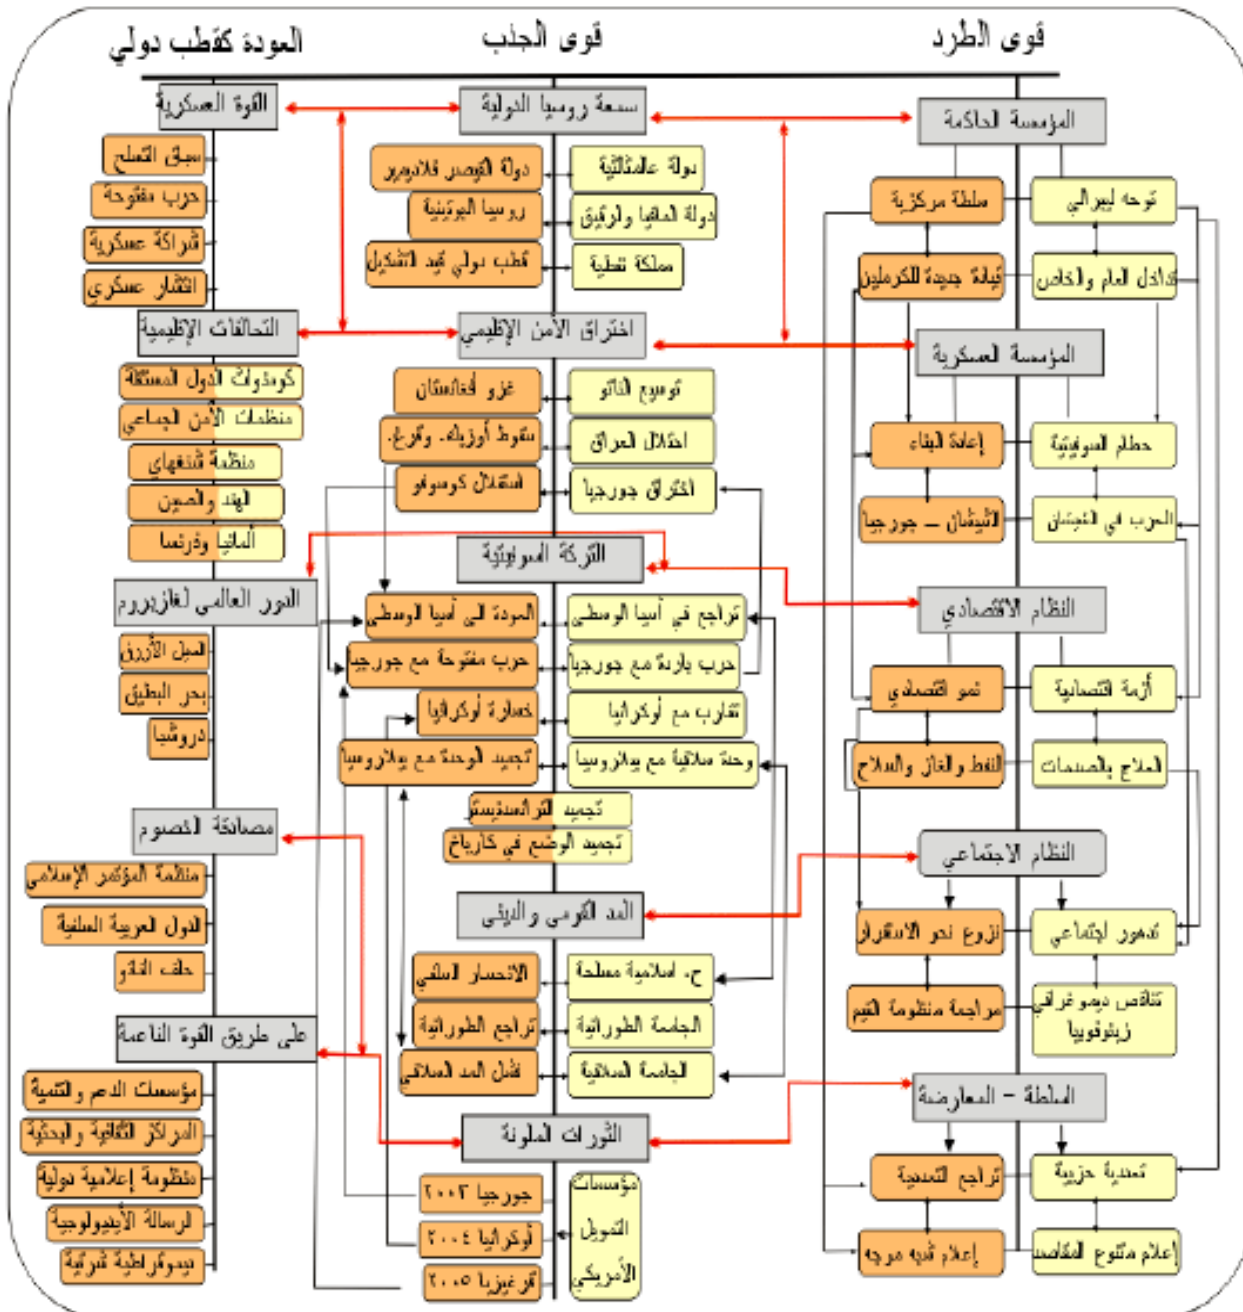 قوى الطرد
قوى الجذب
العودة كقطب دولي
المؤسسة الحاكمة
توجه ليبرالي
سلطة مركزية
تداخل العام والخاص
قيادة جديدة للكرملين
المؤسسة العسكرية
حطام السوفيتية
إعادة البناء
الحرب في الشيشان
الشيشان - جورجيا
النظام الاقتصادي
أزمة اقتصادية
نمو اقتصادي
العلاج بالصدمات
النفط والغاز والسلاح
النظام الاجتماعي
تدهور اجتماعي
نزوع نحو الاستقرار
تناقص ديموغرافي
زينوفوبيا
مراجعة منظومة القيم
السلطة - المعارضة
تعددية حزبية
تراجع التعددية
إعلام متنوع المقاصد
إعلام شبه موجه
سمعة روسيا الدولية
دولة عالمثالثية
دولة القيصر فلاديمير
دولة المافيا والرقيق
روسيا البوتينية
مملكة نفطية
قطب دولي قيد التشكيل
اختراق الأمن الإقليمي
توسيع الناتو
غزو أفغانستان
احتلال العراق
سقوط أوزبك. وقرغ.
اختراق جورجيا
استقلال كوسوفو
التركة السوفيتية
تراجع في آسيا الوسطى
العودة الى آسيا الوسطى
حرب باردة مع جورجيا
حرب مفتوحة مع جورجيا
تقارب مع أوكرانيا
خسارة أوكرانيا
وحدة سلافية مع بيلاروسيا
تجميد الوحدة مع بيلاروسيا
تجميد الترانسدنيستر
تجميد الوضع في كارباخ
المد القومي والديني
ح. اسلامية مسلحة
الانحسار السلفي
الجامعة الطورانية
تراجع الطورانية
الجامعة السلافية
فشل المد السلافي
الثورات الملونة
مؤسسات
التمويل
الأمريكي
جورجيا ٢٠٠٣
أوكرانيا ٢٠٠٤
قرغيزيا ٢٠٠٥
القوة العسكرية
سباق التسلح
حرب مفتوحة
شراكة عسكرية
انتشار عسكري
التحالفات الإقليمية
كومنولث الدول المستقلة
منظمات الأمن الجماعي
منظمة شنغهاي
الهند والصين
ألمانيا وفرنسا
الدور العالمي لغازبروم
السيل الأزرق
بحر البلطيق
دروشبا
مصادقة الخصوم
منظمة المؤتمر الإسلامي
الدول العربية السنية
حلف الناتو
على طريق القوة الناعمة
مؤسسات الدعم والتنمية
المراكز الثقافية والبحثية
منظومة إعلامية دولية
الرسالة الأيديولوجية
ديموقراطية شرقية